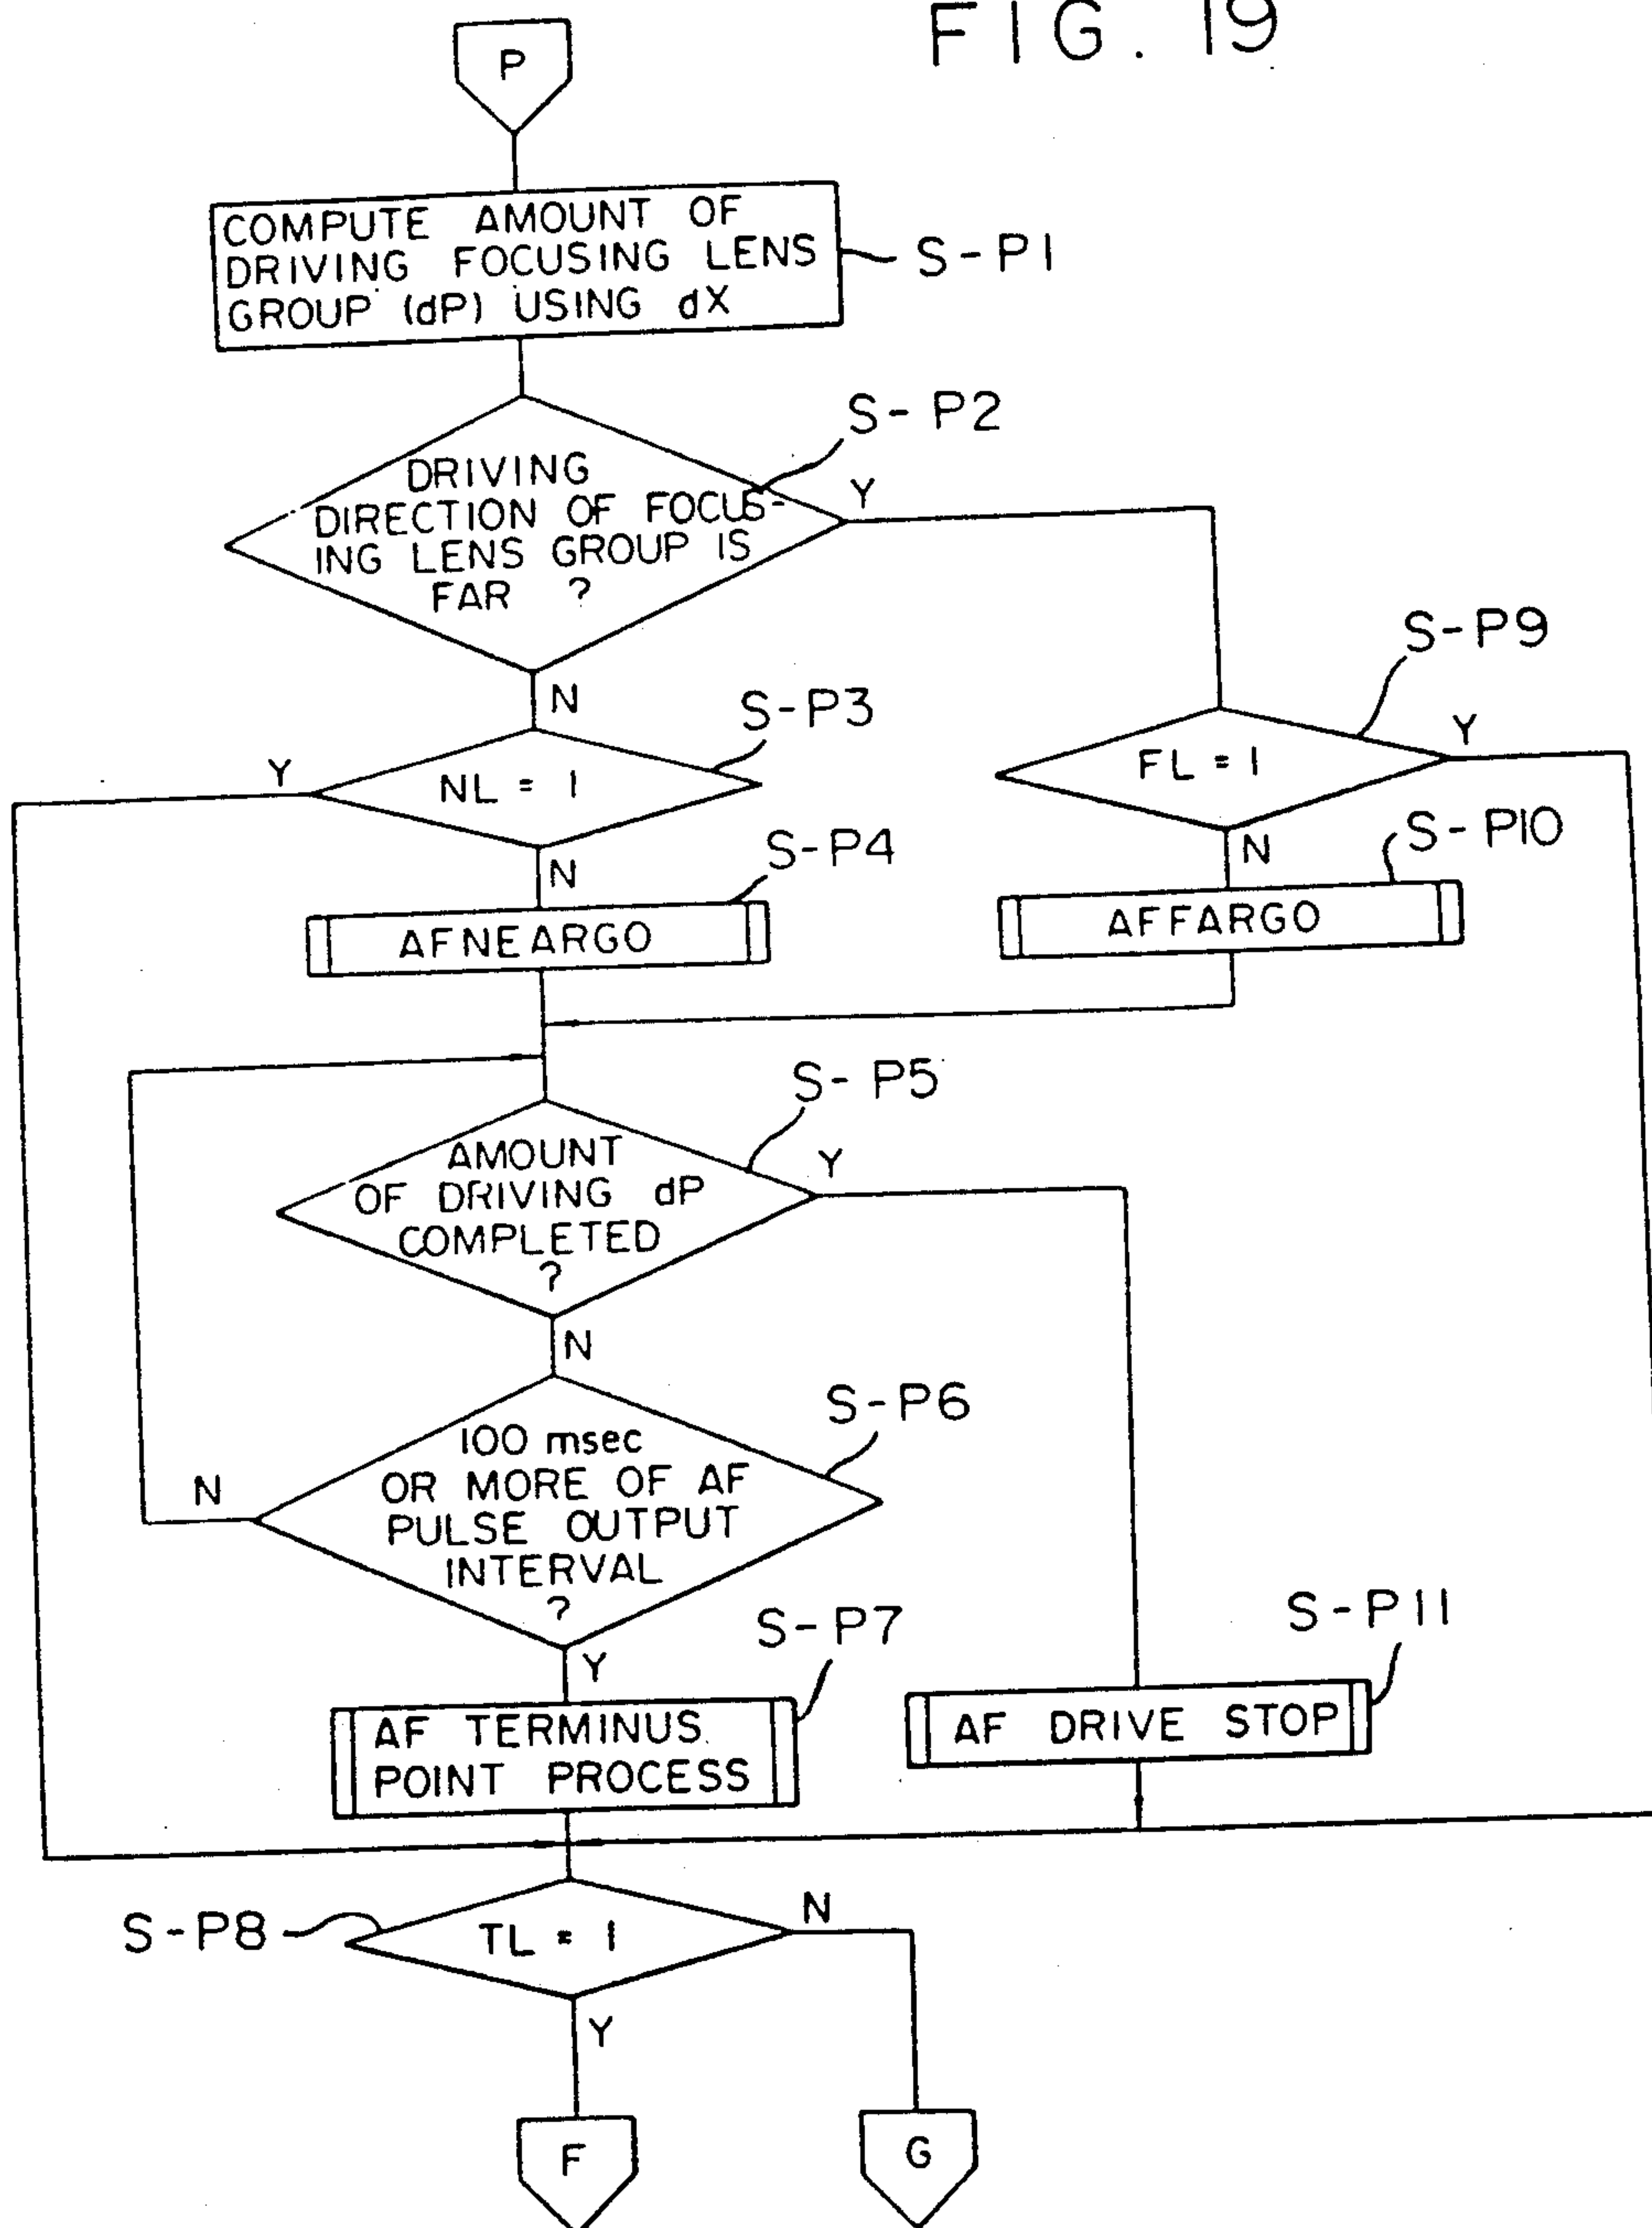 FIG. 19
P
COMPUTE AMOUNT OF
DRIVING FOCUSING LENS
GROUP (dP) USING dX
S-P1
S-P2
DRIVING
DIRECTION OF FOCUS-
ING LENS GROUP IS
FAR ?
Y
N
S-P9
S-P3
Y
NL = 1
FL = 1
Y
N
S-P4
N
S-P10
AFNEARGO
AFFARGO
S-P5
AMOUNT
OF DRIVING dP
COMPLETED
?
Y
N
S-P6
100 msec
OR MORE OF AF
PULSE OUTPUT
INTERVAL
?
N
Y
S-P7
S-P11
AF TERMINUS
POINT PROCESS
AF DRIVE STOP
S-P8
TL = 1
N
Y
F
G